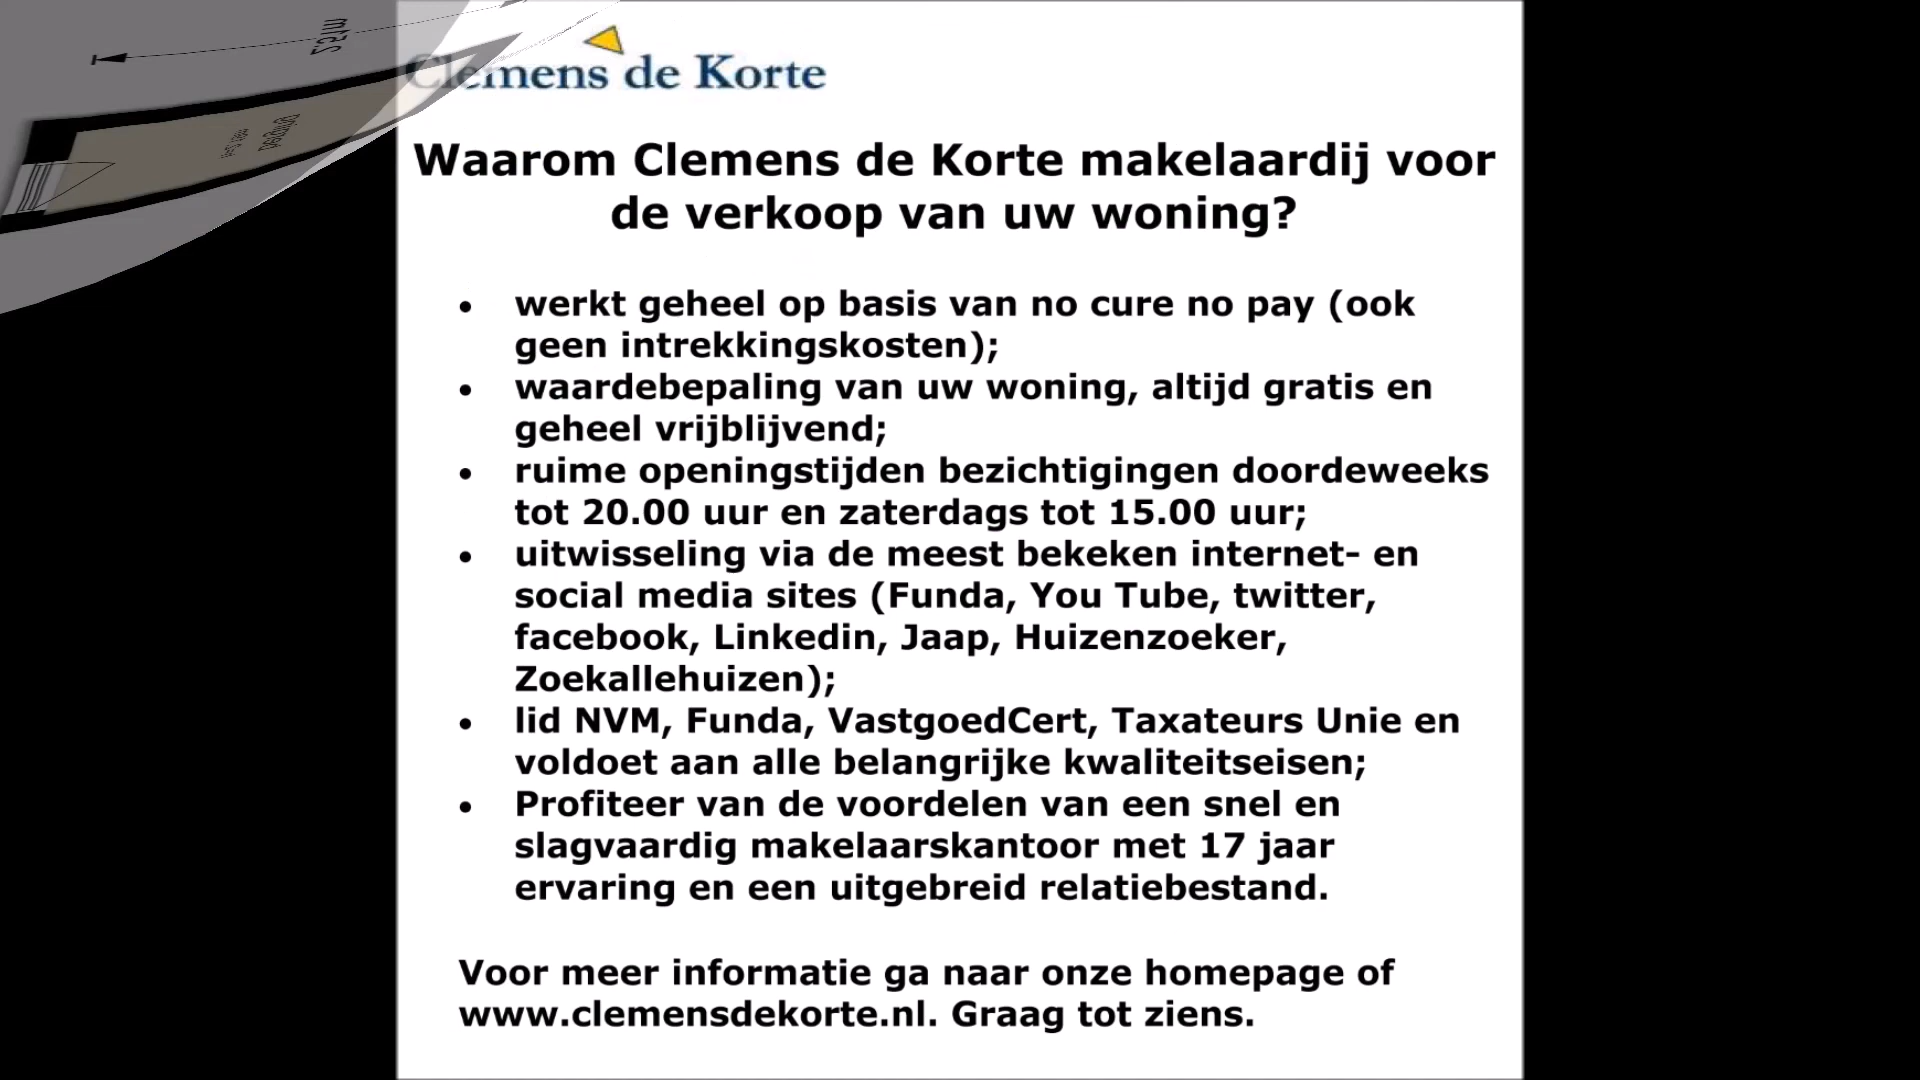 Clemens de Korte
Waarom Clemens de Korte makelaardij voor
de verkoop van uw woning?
• werkt geheel op basis van no cure no pay (ook
geen intrekkingskosten);
• waardebepaling van uw woning, altijd gratis en
geheel vrijblijvend;
• ruime openingstijden bezichtigingen doordeweeks
tot 20.00 uur en zaterdags tot 15.00 uur;
• uitwisseling via de meest bekeken internet- en
social media sites (Funda, You Tube, twitter,
facebook, Linkedin, Jaap, Huizenzoeker,
Zoekallehuizen);
• lid NVM, Funda, VastgoedCert, Taxateurs Unie en
voldoet aan alle belangrijke kwaliteitseisen;
• Profiteer van de voordelen van een snel en
slagvaardig makelaarskantoor met 17 jaar
ervaring en een uitgebreid relatiebestand.
Voor meer informatie ga naar onze homepage of
www.clemensdekorte.nl. Graag tot ziens.